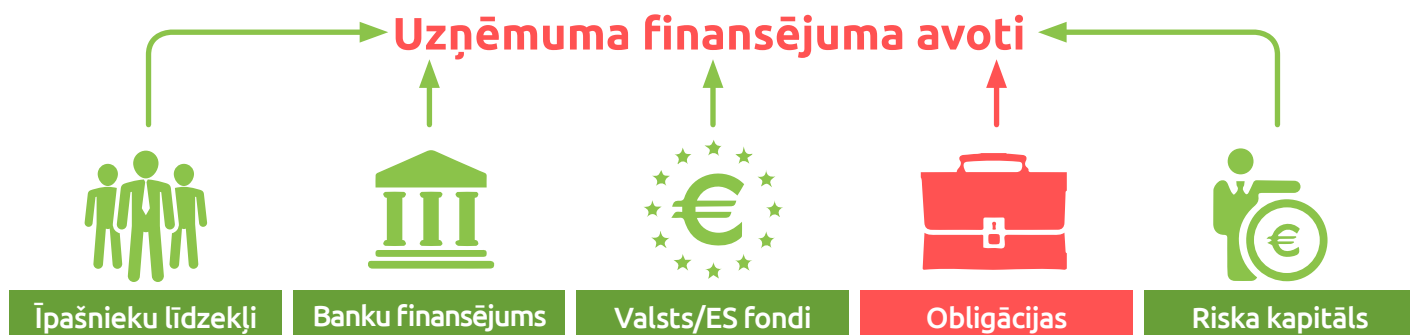 Uzņēmuma finansējuma avoti
Īpašnieku līdzekļi
Banku finansējums
Valsts/ES fondi
Obligācijas
Riska kapitāls